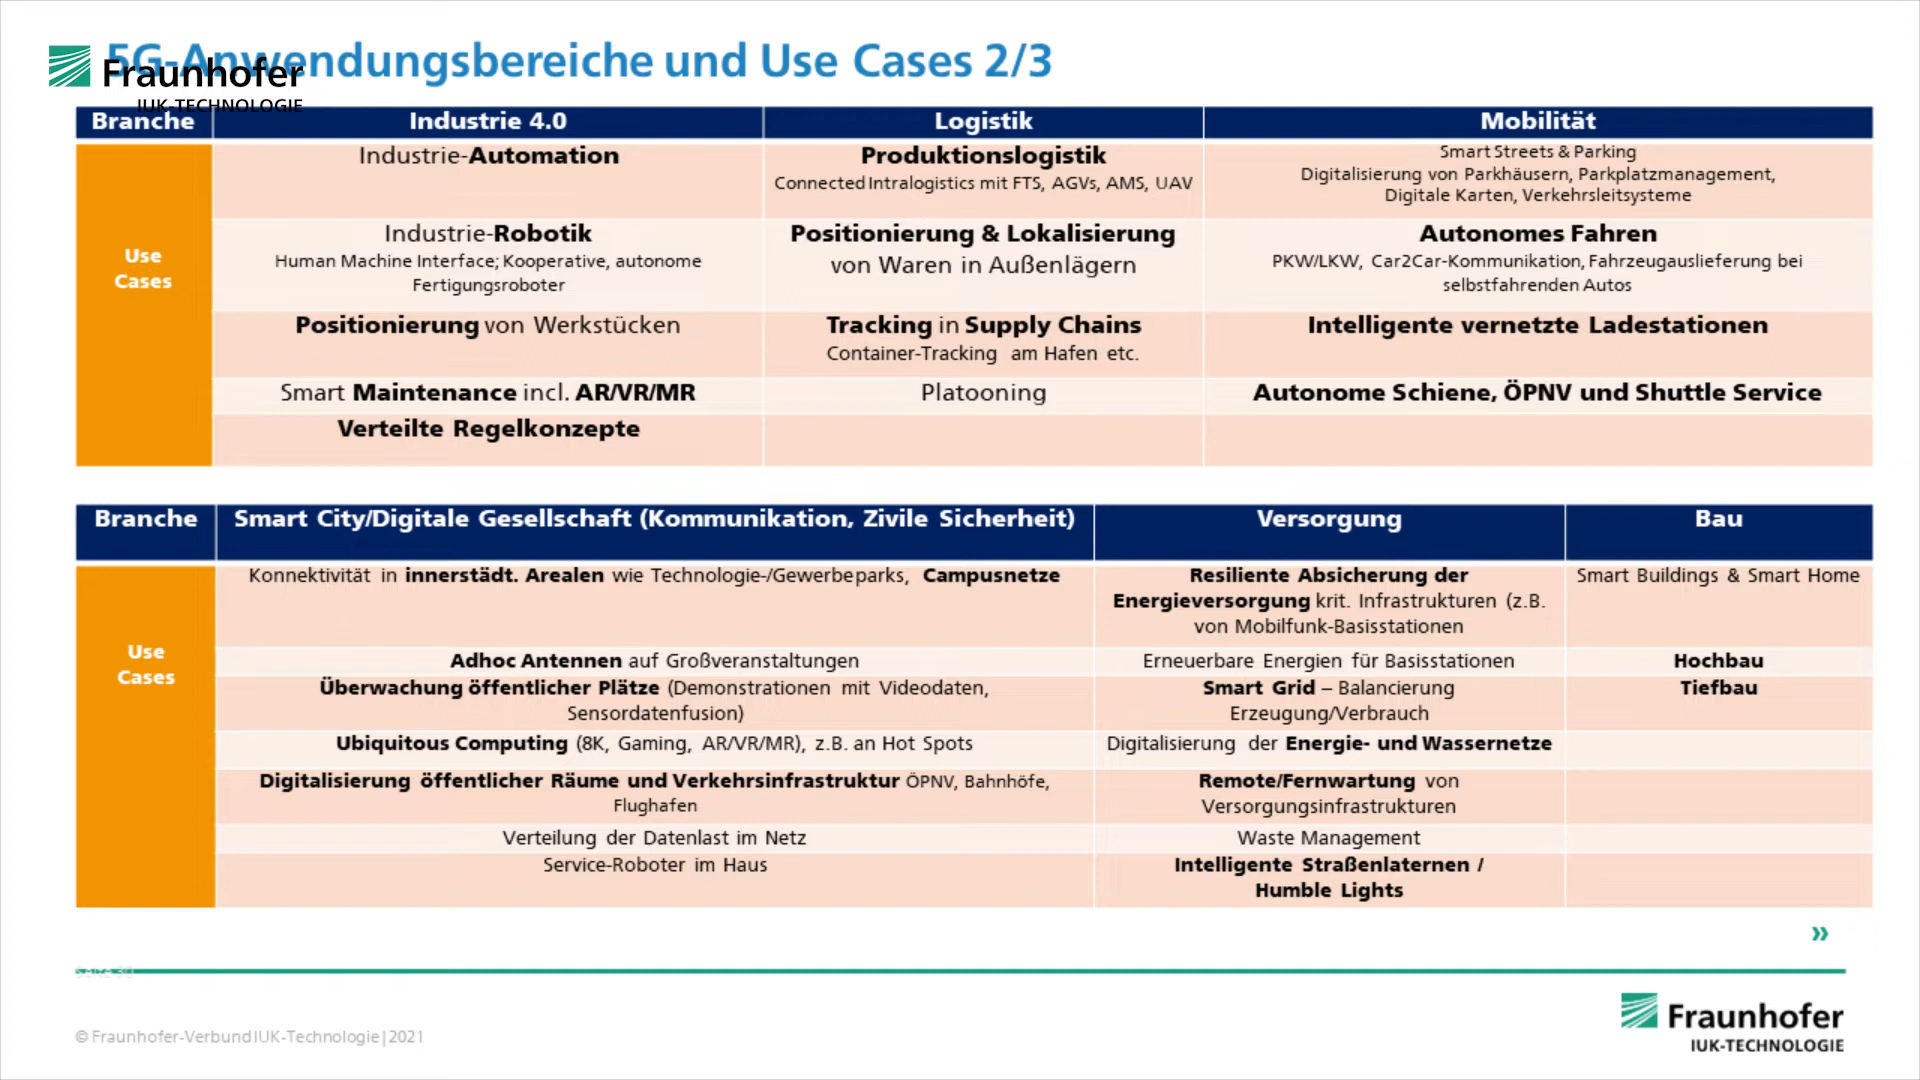 5G-Anwendungsbereiche und Use Cases 2/3
Fraunhofer
IUK-TECHNOLOGIE
Branche Industrie 4.0 Logistik Mobilität
Use
Cases
Industrie-Automation
Produktionslogistik
Connected Intralogistics mit FTS, AGVs, AMS, UAV
Smart Streets & Parking
Digitalisierung von Parkhäusern, Parkplatzmanagement,
Digitale Karten, Verkehrsleitsysteme
Industrie-Robotik
Human Machine Interface; Kooperative, autonome
Fertigungsroboter
Positionierung & Lokalisierung
von Waren in Außenlägern
Autonomes Fahren
PKW/LKW, Car2Car-Kommunikation, Fahrzeugauslieferung bei
selbstfahrenden Autos
Positionierung von Werkstücken
Tracking in Supply Chains
Container-Tracking am Hafen etc.
Intelligente vernetzte Ladestationen
Smart Maintenance incl. AR/VR/MR
Platooning
Autonome Schiene, ÖPNV und Shuttle Service
Verteilte Regelkonzepte
Branche Smart City/Digitale Gesellschaft (Kommunikation, Zivile Sicherheit) Versorgung Bau
Use
Cases
Konnektivität in innerstädt. Arealen wie Technologie-/Gewerbeparks, Campusnetze
Resiliente Absicherung der
Energieversorgung krit. Infrastrukturen (z.B.
von Mobilfunk-Basisstationen
Smart Buildings & Smart Home
Adhoc Antennen auf Großveranstaltungen
Erneuerbare Energien für Basisstationen
Hochbau
Überwachung öffentlicher Plätze (Demonstrationen mit Videodaten,
Sensordatenfusion)
Smart Grid – Balancierung
Erzeugung/Verbrauch
Tiefbau
Ubiquitous Computing (8K, Gaming, AR/VR/MR), z.B. an Hot Spots
Digitalisierung der Energie- und Wassernetze
Digitalisierung öffentlicher Räume und Verkehrsinfrastruktur ÖPNV, Bahnhöfe,
Flughafen
Remote/Fernwartung von
Versorgungsinfrastrukturen
Verteilung der Datenlast im Netz
Waste Management
Service-Roboter im Haus
Intelligente Straßenlaternen /
Humble Lights
»
Seite 30
© Fraunhofer-Verbund IUK-Technologie | 2021
Fraunhofer
IUK-TECHNOLOGIE